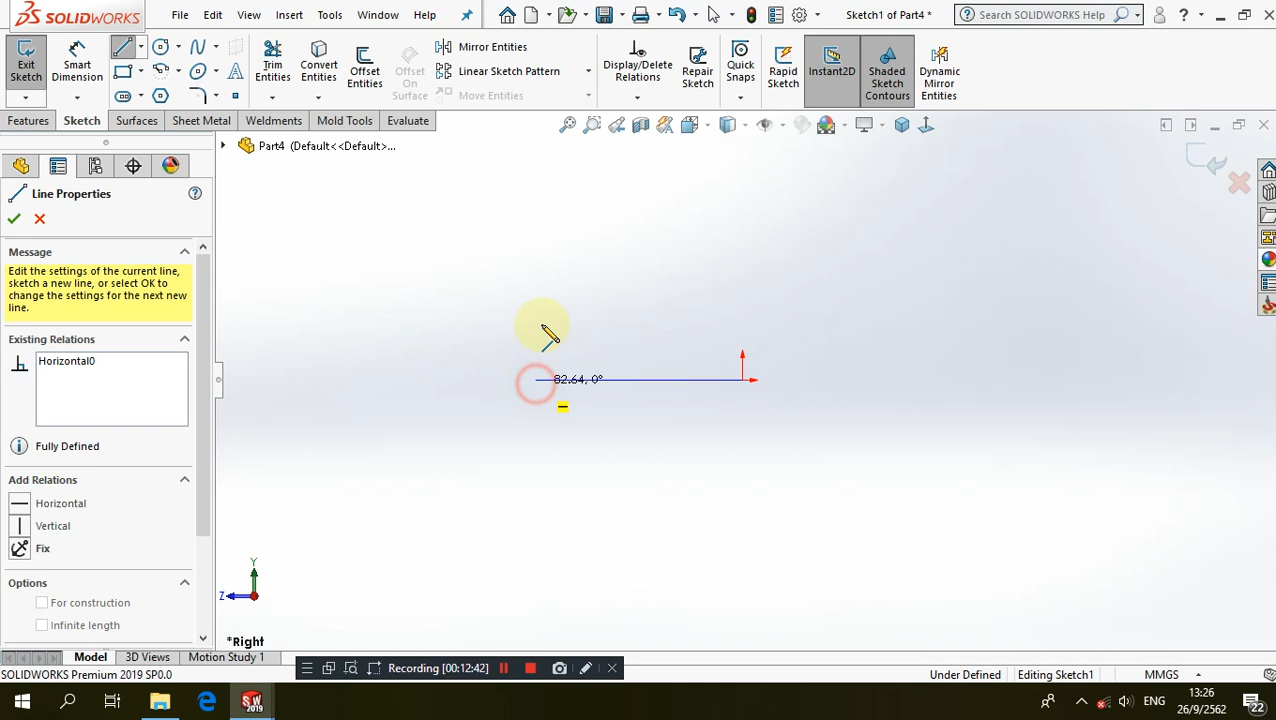 SOLIDWORKS
File
Edit
View
Insert
Tools
Window
Help
Sketch1 of Part4 *
Search SOLIDWORKS Help
?
Exit Sketch
Smart Dimension
Trim Entities
Convert Entities
Offset Entities
Offset On Surface
Mirror Entities
Linear Sketch Pattern
Move Entities
Display/Delete Relations
Repair Sketch
Quick Snaps
Rapid Sketch
Instant2D
Shaded Sketch Contours
Dynamic Mirror Entities
Features
Sketch
Surfaces
Sheet Metal
Weldments
Mold Tools
Evaluate
Part4 (Default<<Default>...
Line Properties
Message
Edit the settings of the current line,
sketch a new line, or select OK to
change the settings for the next new
line.
Existing Relations
Horizontal0
Fully Defined
Add Relations
Horizontal
Vertical
Fix
Options
For construction
Infinite length
82.64, 0°
Y
Z
*Right
Model
3D Views
Motion Study 1
Recording [00:12:42]
SOLIDWORKS Premium 2019 SP0.0
Under Defined
Editing Sketch1
MMGS
SW
2019
ENG
13:26
26/9/2562
22